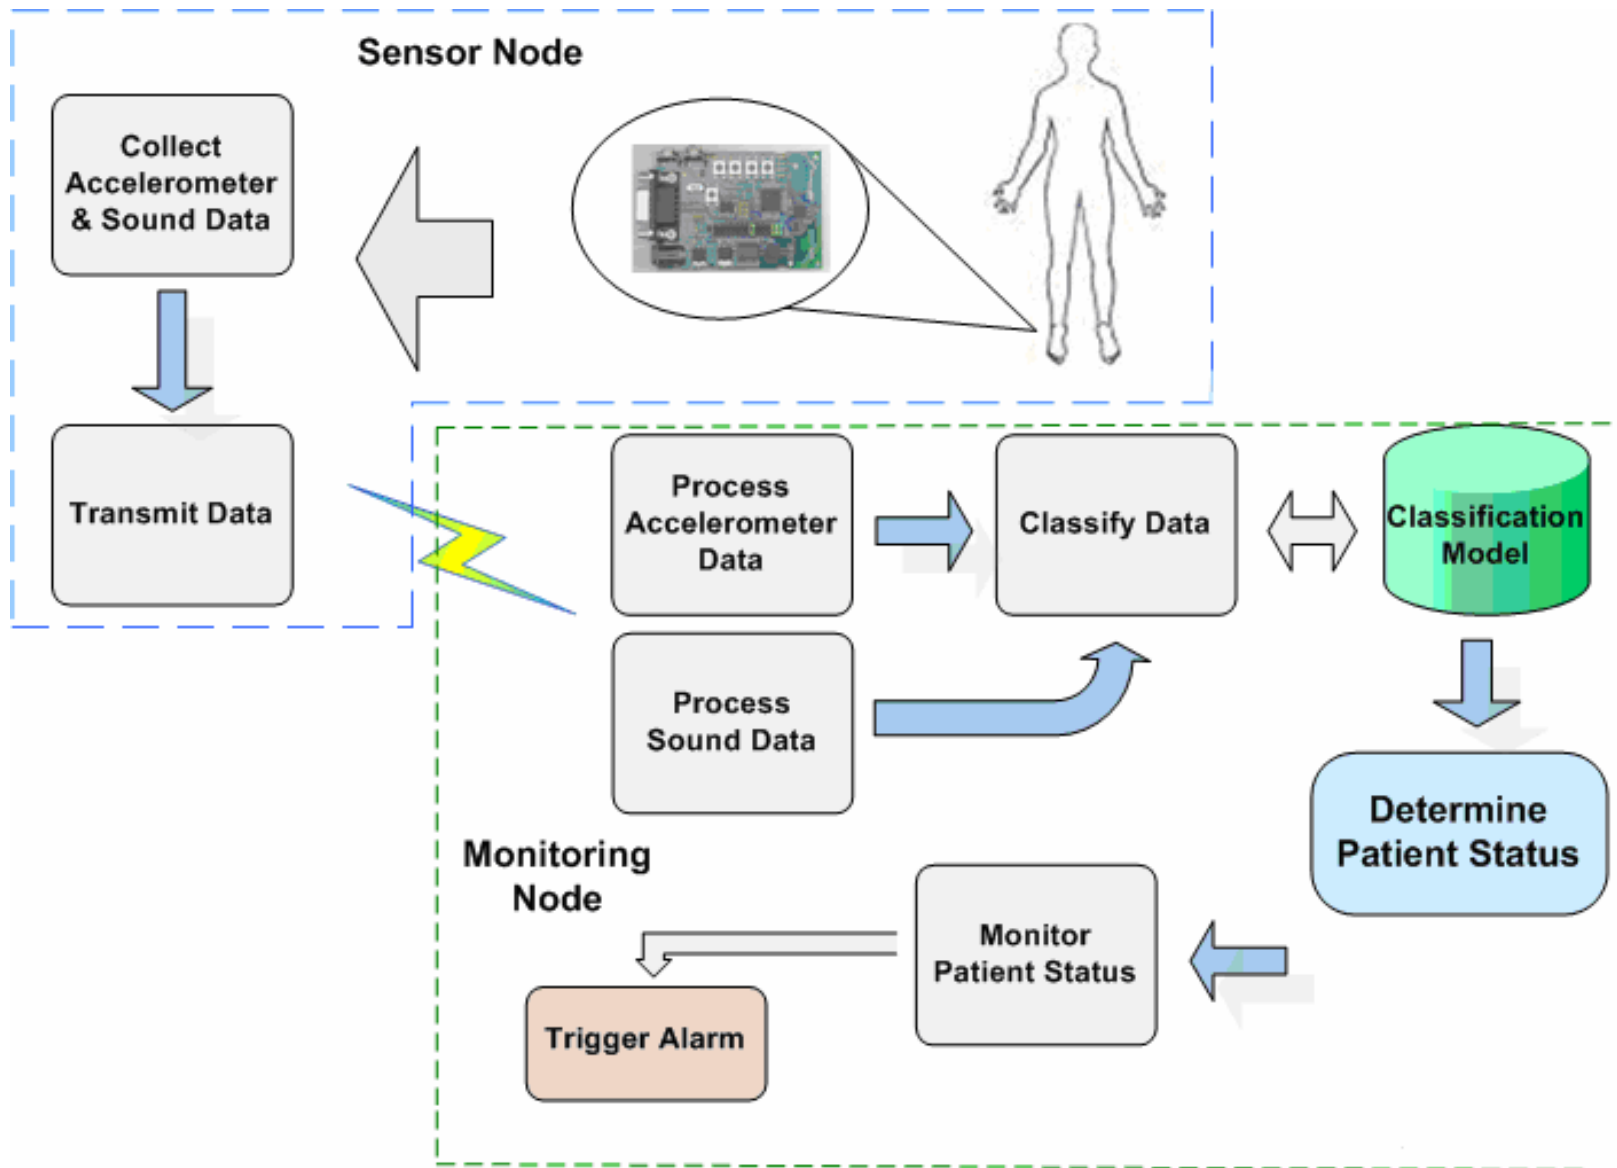 Sensor Node
Collect
Accelerometer
& Sound Data
Transmit Data
Process
Accelerometer
Data
Classify Data
Classification
Model
Process
Sound Data
Determine
Patient Status
Monitoring
Node
Monitor
Patient Status
Trigger Alarm